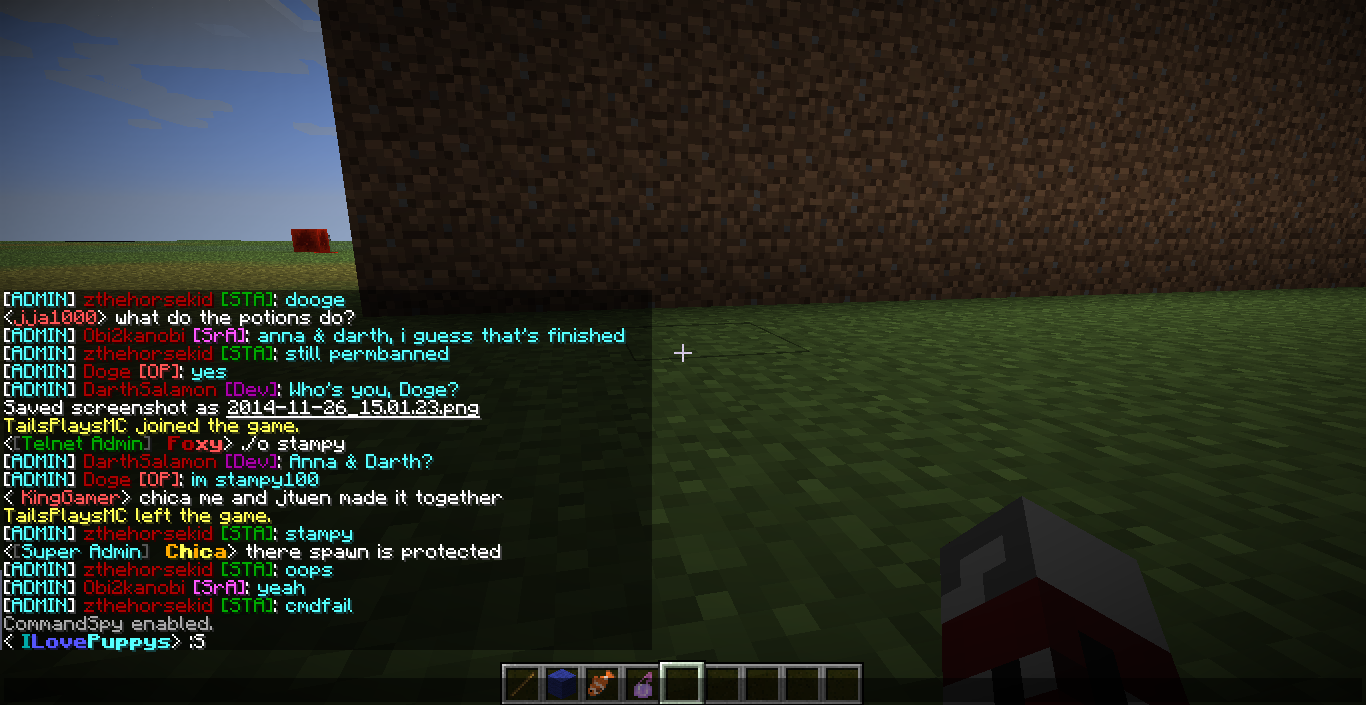 [ADMIN] zthehorsekid [STA]: dooge
<jja1000> what do the potions do?
[ADMIN] Obi2kanobi [SrA]: anna & darth, i guess that's finished
[ADMIN] zthehorsekid [STA]: still permbanned
[ADMIN] Doge [OP]: yes
[ADMIN] DarthSalamon [Dev]: Who's you, Doge?
Saved screenshot as 2014-11-26_15.01.23.png
TailsPlaysMC joined the game.
<[Telnet Admin] Foxy> ./o stampy
[ADMIN] DarthSalamon [Dev]: Anna & Darth?
[ADMIN] Doge [OP]: im stampy100
< KingGamer> chica me and jtwen made it together
TailsPlaysMC left the game.
[ADMIN] zthehorsekid [STA]: stampy
<[Super Admin] Chica> there spawn is protected
[ADMIN] zthehorsekid [STA]: oops
[ADMIN] Obi2kanobi [SrA]: yeah
[ADMIN] zthehorsekid [STA]: cmdfail
CommandSpy enabled.
< ILovePuppys> :S